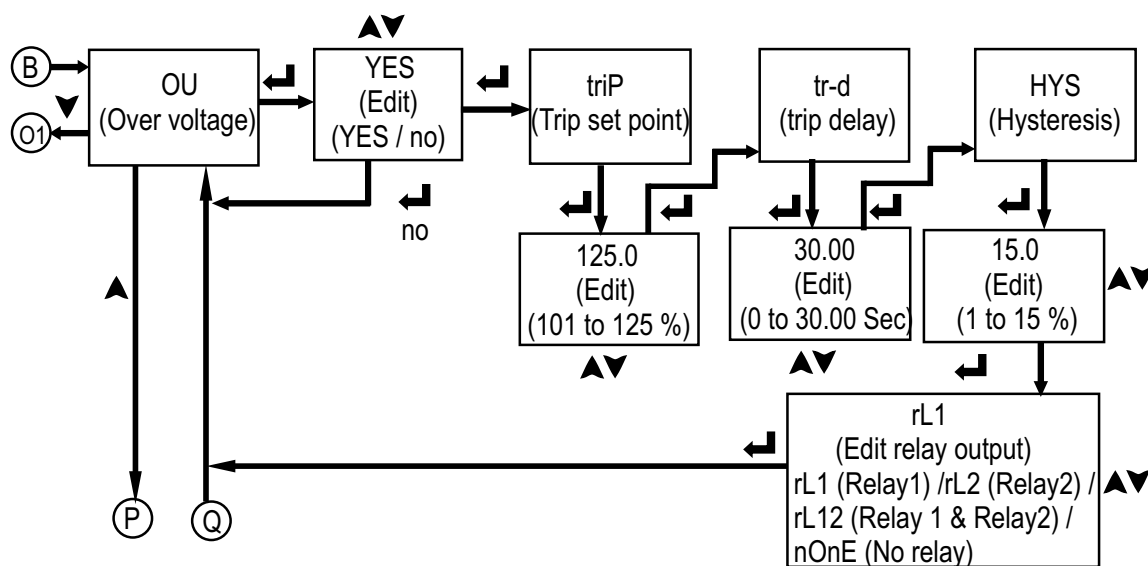 B
O1
OU
(Over voltage)
YES
(Edit)
(YES / no)
no
triP
(Trip set point)
125.0
(Edit)
(101 to 125 %)
tr-d
(trip delay)
30.00
(Edit)
(0 to 30.00 Sec)
HYS
(Hysteresis)
15.0
(Edit)
(1 to 15 %)
rL1
(Edit relay output)
rL1 (Relay1) /rL2 (Relay2) /
rL12 (Relay 1 & Relay2) /
nOnE (No relay)
P
Q